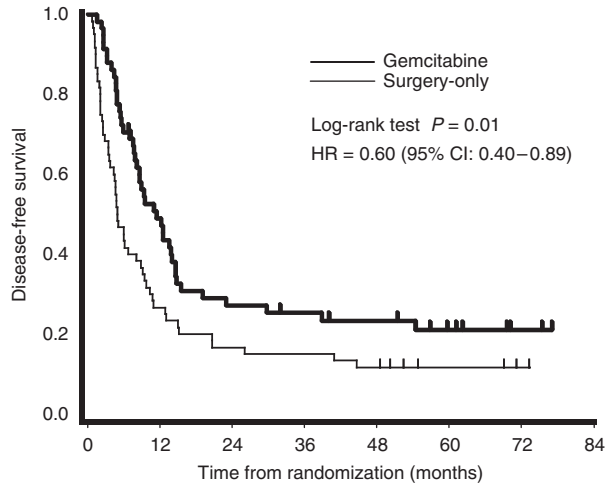 1.0
0.8
0.6
0.4
0.2
0.0
Disease-free survival
Gemcitabine
Surgery-only
Log-rank test P = 0.01
HR = 0.60 (95% CI: 0.40–0.89)
0 12 24 36 48 60 72 84
Time from randomization (months)